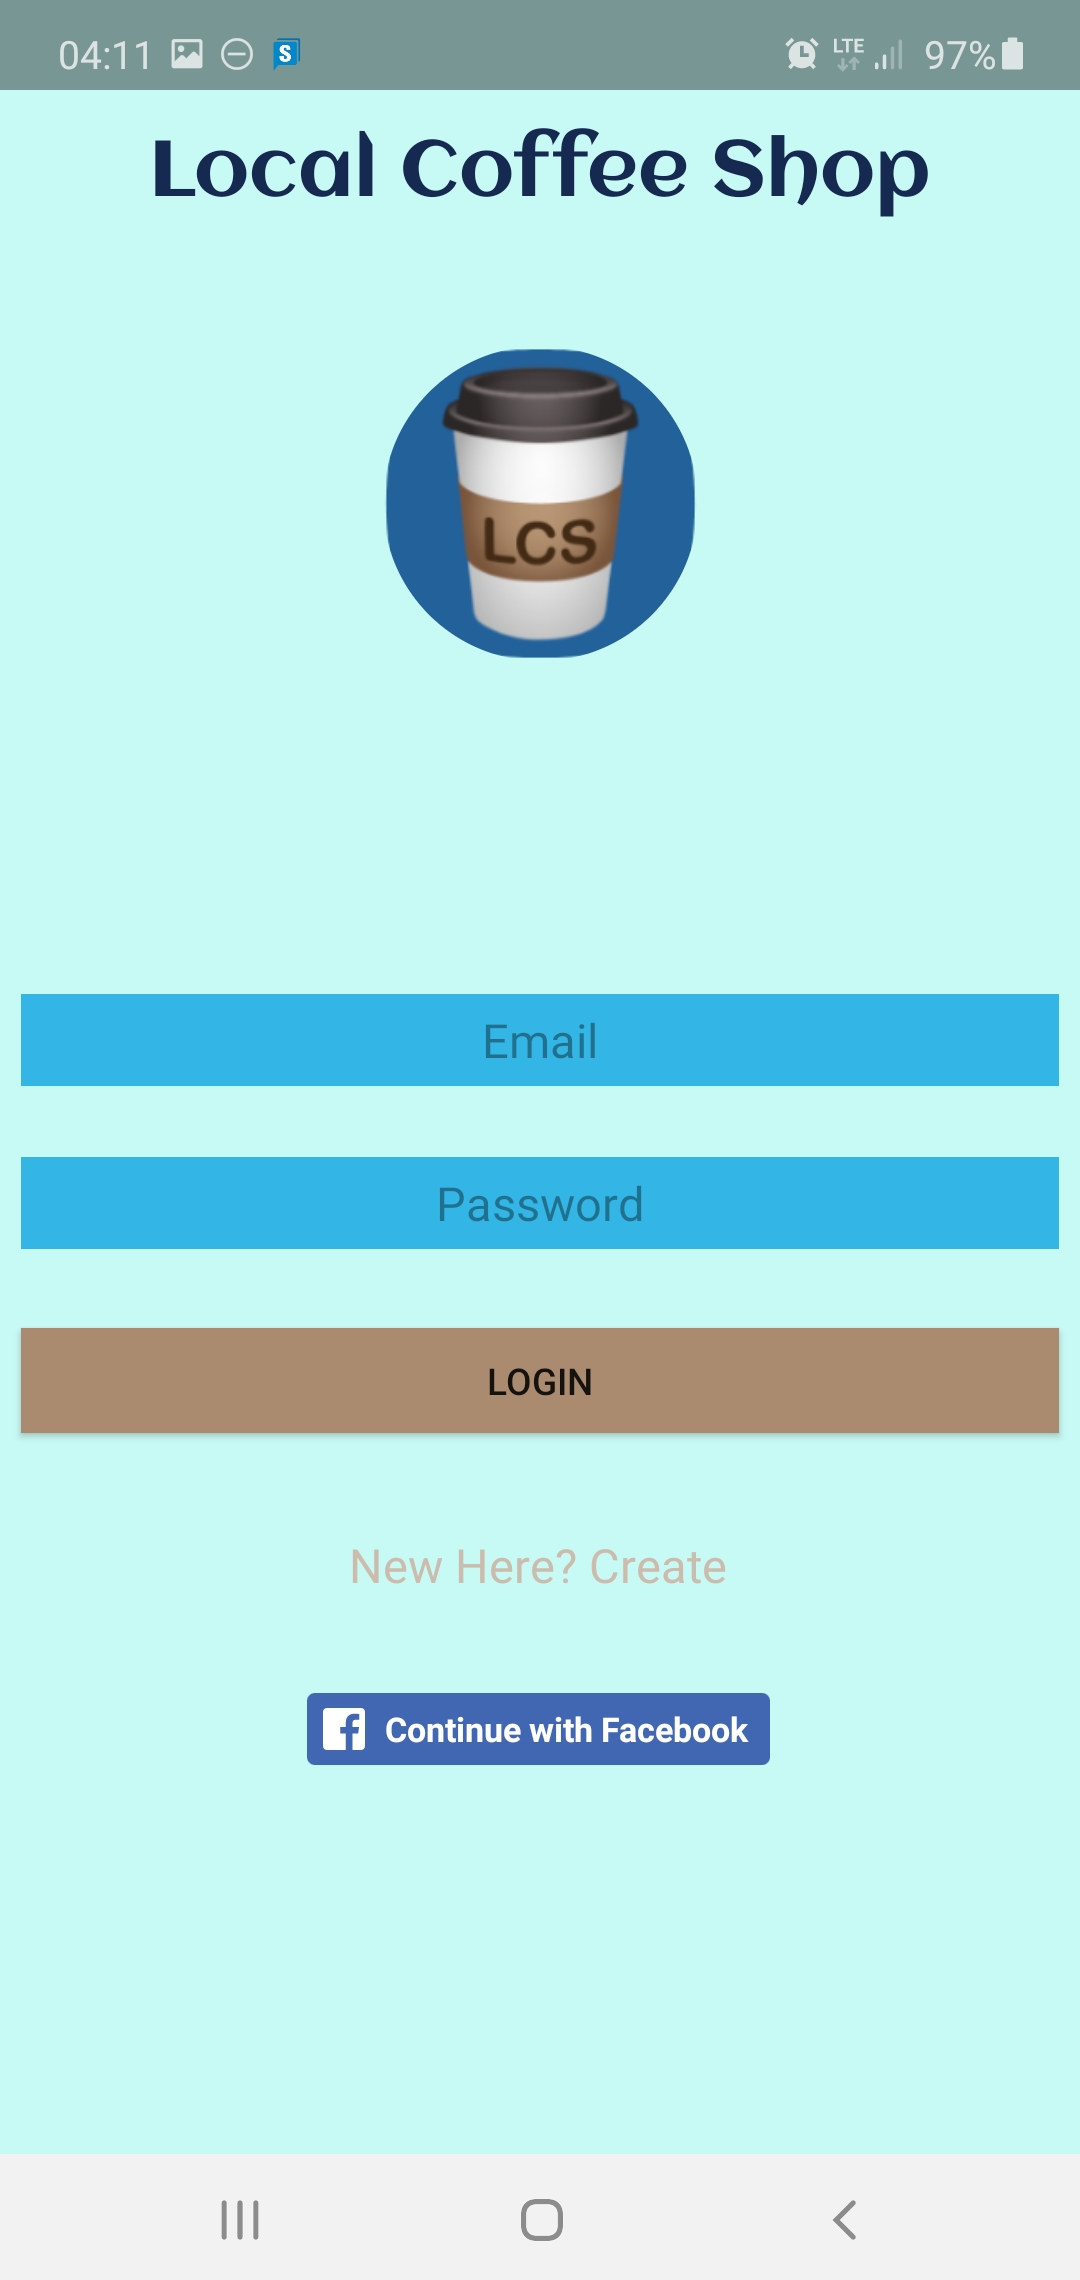 04:11 S LTE 97%
Local Coffee Shop
LCS
Email
Password
LOGIN
New Here? Create
f Continue with Facebook